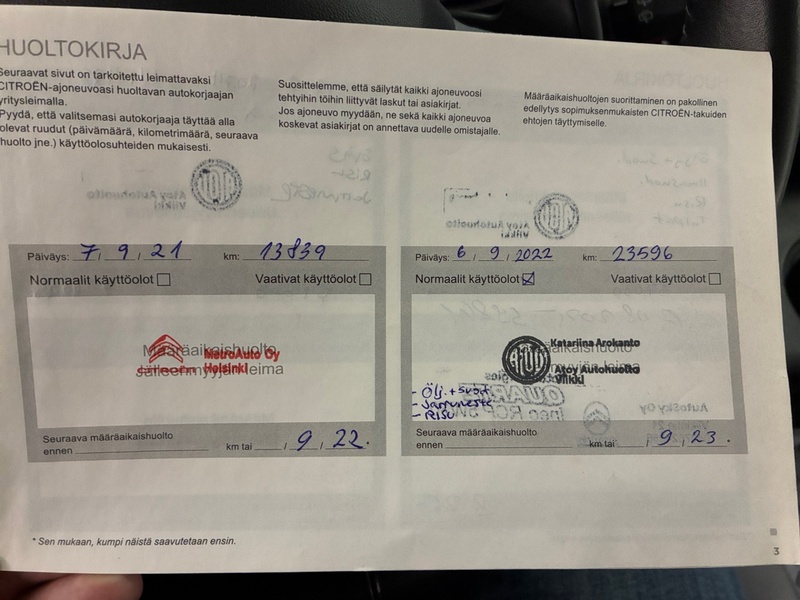 HUOLTOKIRJA
Seuraavat sivut on tarkoitettu leimattavaksi
CITROËN-ajoneuvoasi huoltavan autokorjaajan
yritysleimalla.
Pyydä, että valitsemasi autokorjaaja täyttää alla
olevat ruudut (päivämäärä, kilometrimäärä, seuraava
huolto jne.) käyttöolosuhteiden mukaisesti.
Suosittelemme, että säilytät kaikki ajoneuvoosi
tehtyihin töihin liittyvät laskut tai asiakirjat.
Jos ajoneuvo myydään, ne sekä kaikki ajoneuvoa
koskevat asiakirjat on annettava uudelle omistajalle.
Määräaikaishuoltojen suorittaminen on pakollinen
edellytys sopimuksenmukaisten CITROËN-takuiden
ehtojen täyttymiselle.
Päiväys: 7 / 9 / 21 km: 13839
Normaalit käyttöolot Vaativat käyttöolot
Määräaikaishuolto
Jälleenmyyjän leima
MetroAuto Oy
Helsinki
Seuraava määräaikaishuolto
ennen km tai / 9 / 22.
Päiväys: 6 / 9 / 2022 km: 23596
Normaalit käyttöolot Vaativat käyttöolot
Katariina Arokanto
Atoy Autohuolto
Viikki
- Ölj. + suod.
- Jarruneste
- RISU
Seuraava määräaikaishuolto
ennen km tai / 9 / 23.
* Sen mukaan, kumpi näistä saavutetaan ensin.
3